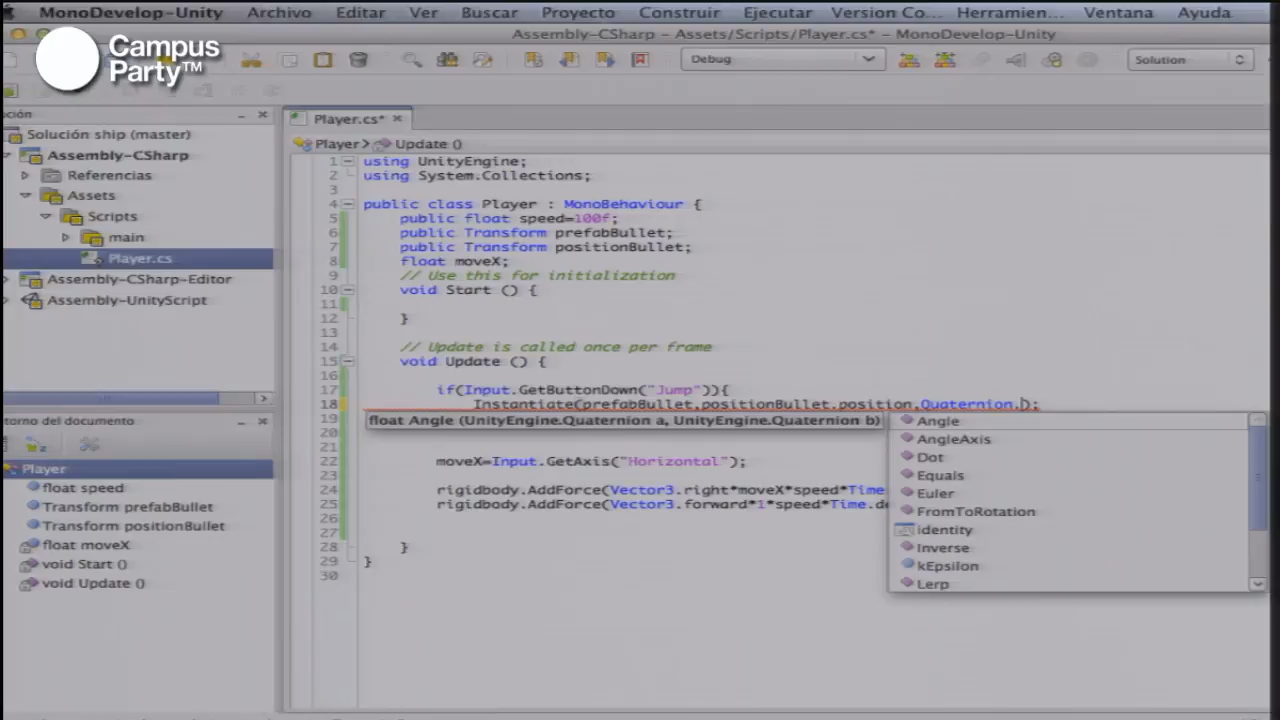 MonoDevelop-Unity Archivo Editar Ver Buscar Proyecto Construir Ejecutar Version Co... Herramien... Ventana Ayuda
Assembly-CSharp - Assets/Scripts/Player.cs* - MonoDevelop-Unity
Campus
Party™
Debug
Solution
ción
Solución ship (master)
Assembly-CSharp
Referencias
Assets
Scripts
main
Player.cs
Assembly-CSharp-Editor
Assembly-UnityScript
torno del documento
Player
float speed
Transform prefabBullet
Transform positionBullet
float moveX
void Start ()
void Update ()
Player.cs*
Player > Update ()
1 using UnityEngine;
2 using System.Collections;
3
4 public class Player : MonoBehaviour {
5 public float speed=100f;
6 public Transform prefabBullet;
7 public Transform positionBullet;
8 float moveX;
9 // Use this for initialization
10 void Start () {
11
12 }
13
14 // Update is called once per frame
15 void Update () {
16
17 if(Input.GetButtonDown("Jump")){
18 Instantiate(prefabBullet,positionBullet.position,Quaternion.);
19
20
21
22 moveX=Input.GetAxis("Horizontal");
23
24 rigidbody.AddForce(Vector3.right*moveX*speed*Time
25 rigidbody.AddForce(Vector3.forward*1*speed*Time.de
26
27
28 }
29 }
30
float Angle (UnityEngine.Quaternion a, UnityEngine.Quaternion b)
Angle
AngleAxis
Dot
Equals
Euler
FromToRotation
identity
Inverse
kEpsilon
Lerp